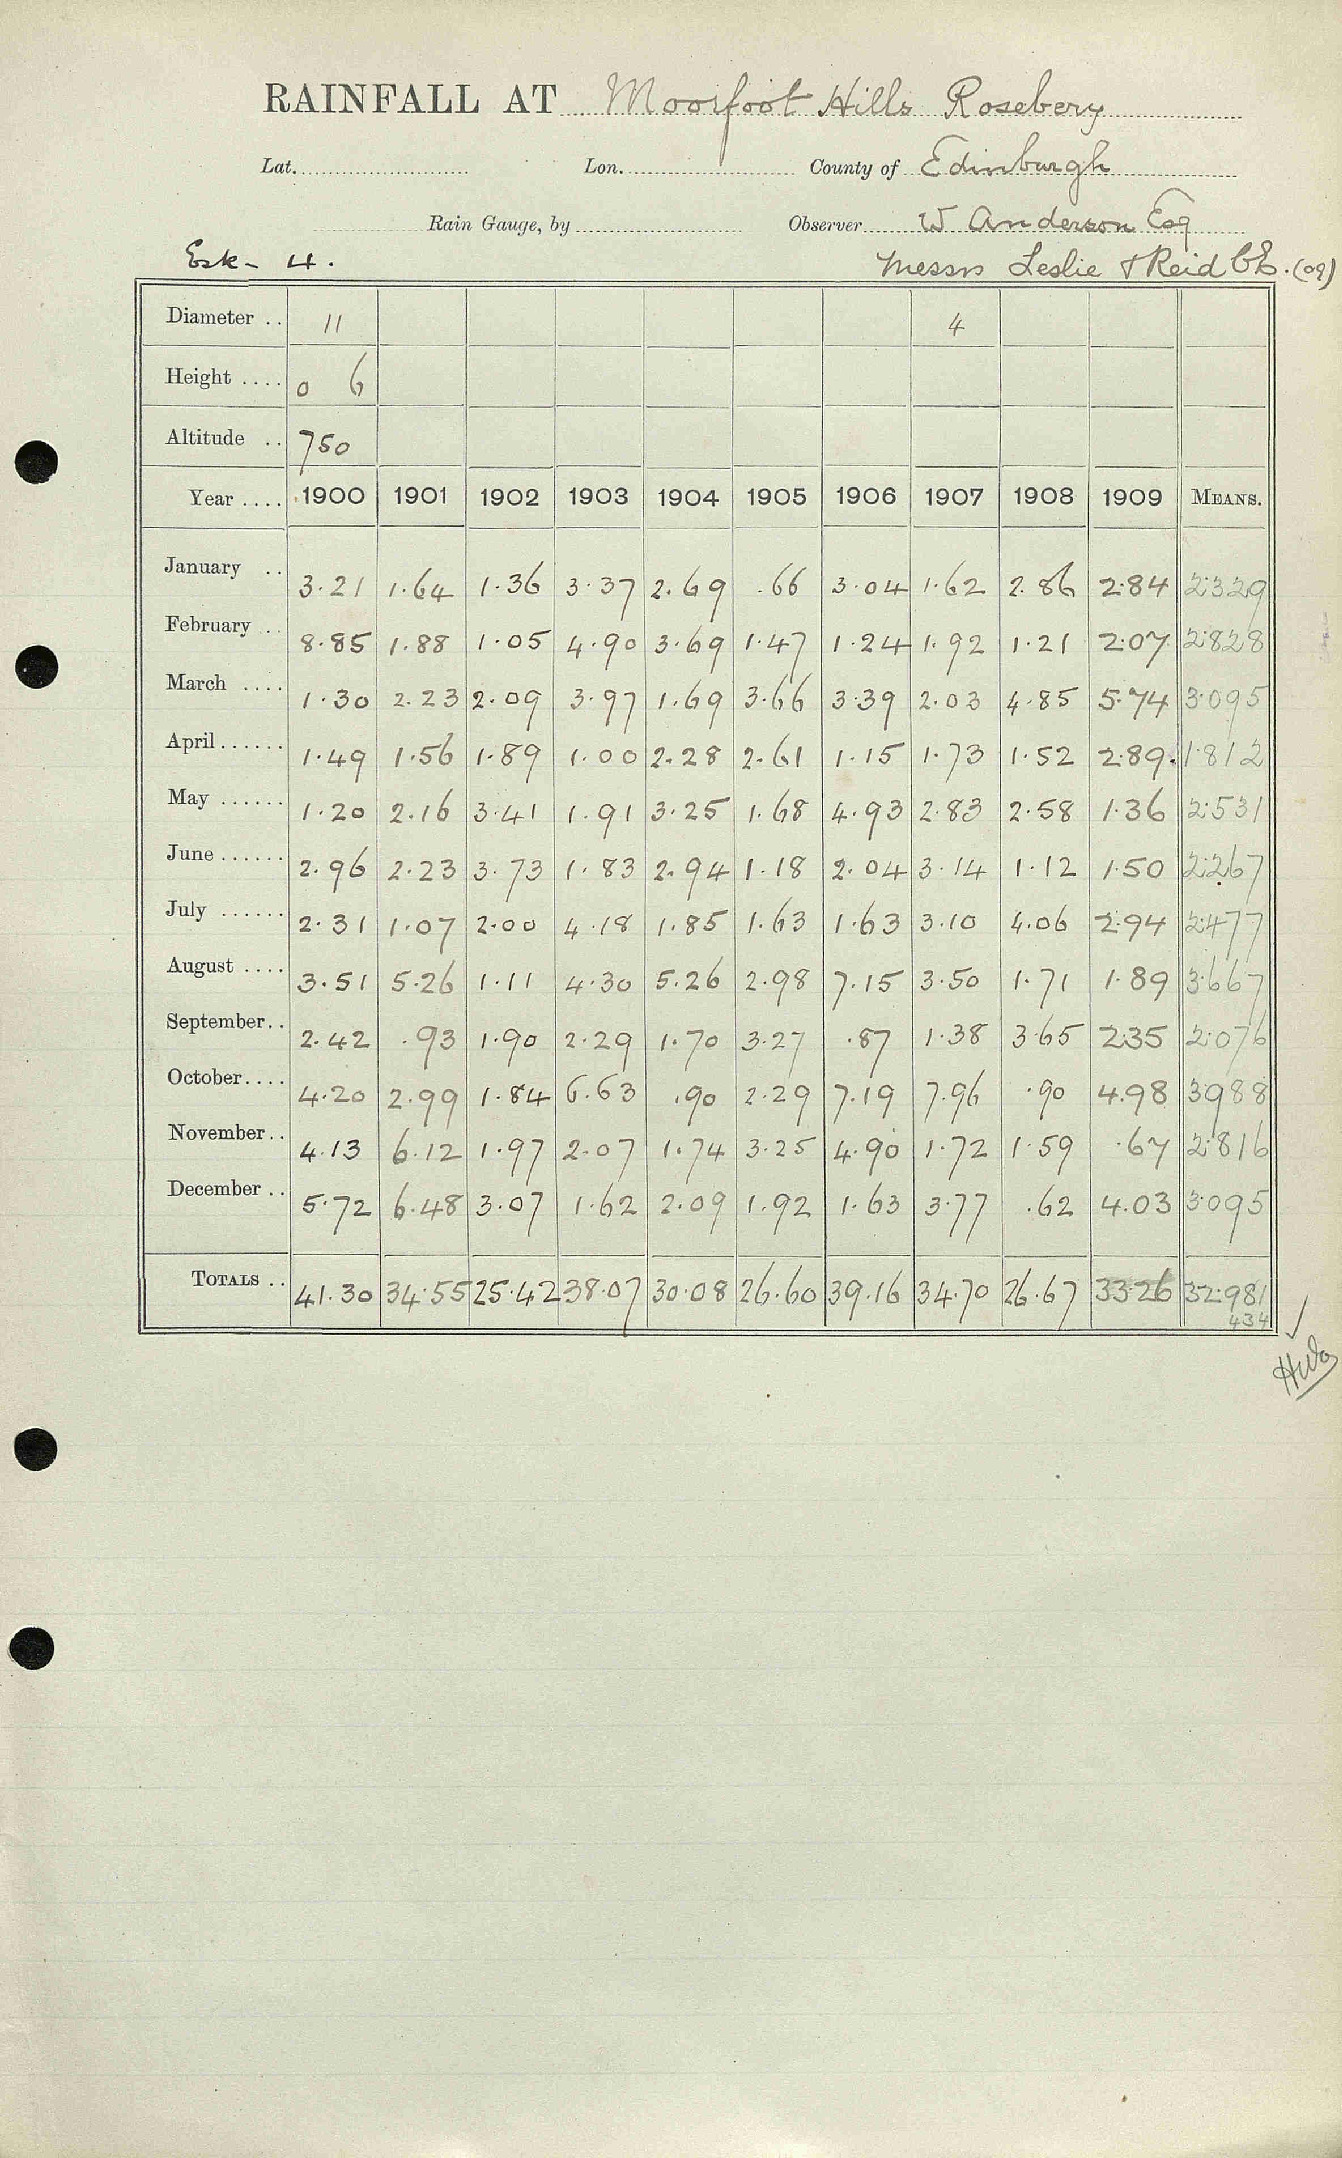 RAINFALL AT Moorfoot Hills Rosebery
Lat. Lon. County of Edinburgh
Rain Gauge, by Observer W Anderson Esq
Esk - 4. Messrs Leslie & Reid CE. (09)
Diameter .. 11 4
Height .... 0 6
Altitude .. 750
Year .... 1900 1901 1902 1903 1904 1905 1906 1907 1908 1909 MEANS.
January .. 3.21 1.64 1.36 3.37 2.69 .66 3.04 1.62 2.86 2.84 2.329
February .. 8.85 1.88 1.05 4.90 3.69 1.47 1.24 1.92 1.21 2.07 2.828
March .... 1.30 2.23 2.09 3.97 1.69 3.66 3.39 2.03 4.85 5.74 3.095
April...... 1.49 1.56 1.89 1.00 2.28 2.61 1.15 1.73 1.52 2.89 1.812
May ...... 1.20 2.16 3.41 1.91 3.25 1.68 4.93 2.83 2.58 1.36 2.531
June...... 2.96 2.23 3.73 1.83 2.94 1.18 2.04 3.14 1.12 1.50 2.267
July ...... 2.31 1.07 2.00 4.18 1.85 1.63 1.63 3.10 4.06 2.94 2.477
August .... 3.51 5.26 1.11 4.30 5.26 2.98 7.15 3.50 1.71 1.89 3.667
September.. 2.42 .93 1.90 2.29 1.70 3.27 .87 1.38 3.65 2.35 2.076
October.... 4.20 2.99 1.84 6.63 .90 2.29 7.19 7.96 .90 4.98 3.988
November.. 4.13 6.12 1.97 2.07 1.74 3.25 4.90 1.72 1.59 .67 2.816
December .. 5.72 6.48 3.07 1.62 2.09 1.92 1.63 3.77 .62 4.03 3.095
TOTALS .. 41.30 34.55 25.42 38.07 30.08 26.60 39.16 34.70 26.67 33.26 32.981
434